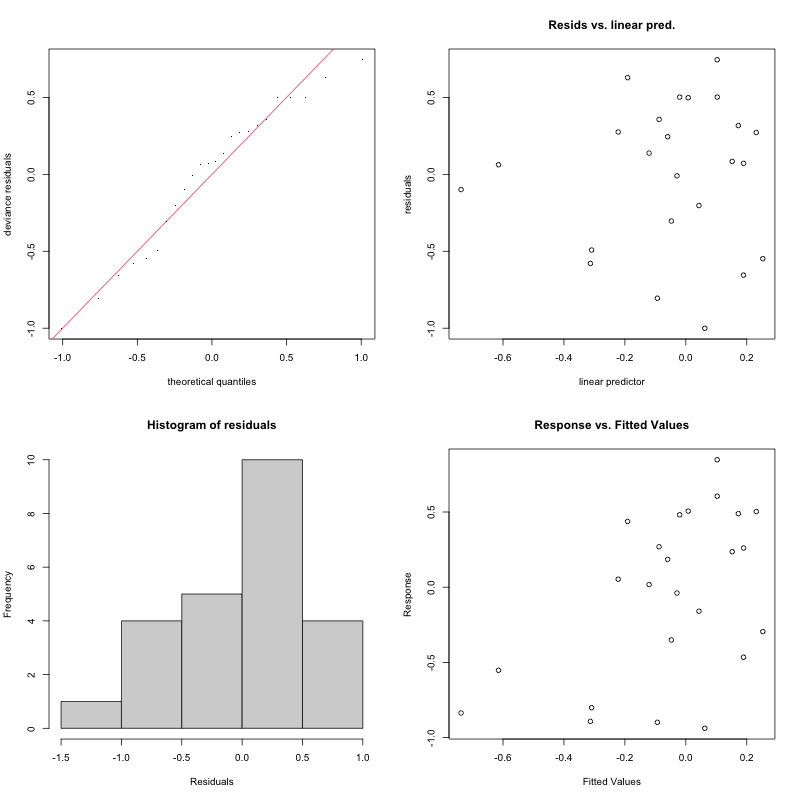 deviance residuals
0.5
0.0
-0.5
-1.0
-1.0 -0.5 0.0 0.5 1.0
theoretical quantiles
Resids vs. linear pred.
residuals
0.5
0.0
-0.5
-1.0
-0.6 -0.4 -0.2 0.0 0.2
linear predictor
Histogram of residuals
Frequency
10
8
6
4
2
0
-1.5 -1.0 -0.5 0.0 0.5 1.0
Residuals
Response vs. Fitted Values
Response
0.5
0.0
-0.5
-1.0
-0.6 -0.4 -0.2 0.0 0.2
Fitted Values